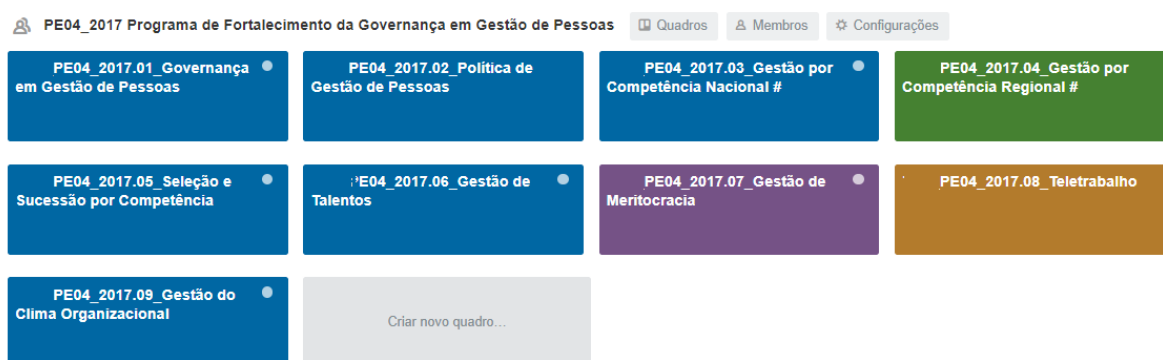 PE04_2017 Programa de Fortalecimento da Governança em Gestão de Pessoas
Quadros
Membros
Configurações
PE04_2017.01_Governança
em Gestão de Pessoas
PE04_2017.02_Política de
Gestão de Pessoas
PE04_2017.03_Gestão por
Competência Nacional #
PE04_2017.04_Gestão por
Competência Regional #
PE04_2017.05_Seleção e
Sucessão por Competência
PE04_2017.06_Gestão de
Talentos
PE04_2017.07_Gestão de
Meritocracia
PE04_2017.08_Teletrabalho
PE04_2017.09_Gestão do
Clima Organizacional
Criar novo quadro...